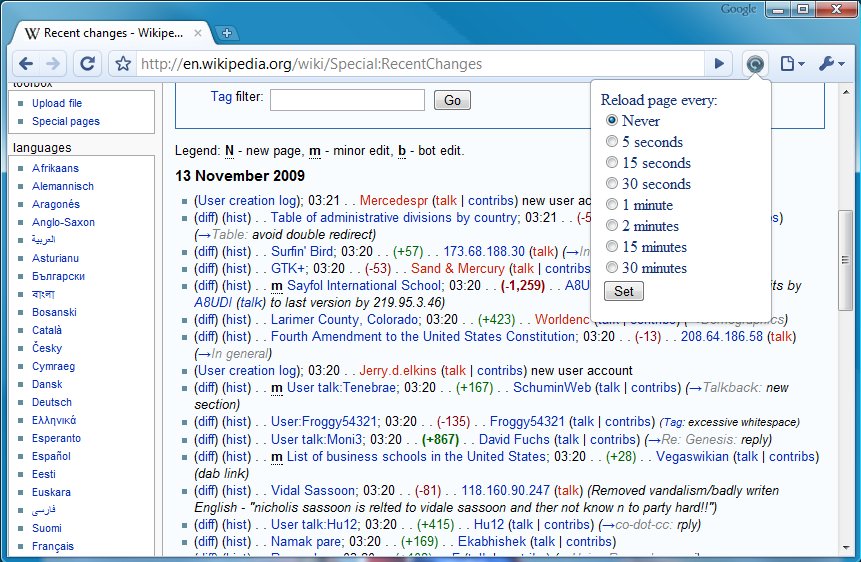 Google
Recent changes - Wikipe...
http://en.wikipedia.org/wiki/Special:RecentChanges
toolbox
Upload file
Special pages
languages
Afrikaans
Alemannisch
Aragonés
Anglo-Saxon
العربية
Asturianu
Български
বাংলা
Bosanski
Català
Česky
Cymraeg
Dansk
Deutsch
Ελληνικά
Esperanto
Español
Eesti
Euskara
فارسی
Suomi
Français
Tag filter:
Go
Legend: N - new page, m - minor edit, b - bot edit.
13 November 2009
(User creation log); 03:21 . . Mercedespr (talk | contribs) new user acc
(diff) (hist) . . Table of administrative divisions by country; 03:21 . . (-5 s)
(→Table: avoid double redirect)
(diff) (hist) . . Surfin' Bird; 03:20 . . (+57) . . 173.68.188.30 (talk) (→In
(diff) (hist) . . GTK+; 03:20 . . (-53) . . Sand & Mercury (talk | contribs
(diff) (hist) . . m Sayfol International School; 03:20 . . (-1,259) . . A8U its by
A8UDI (talk) to last version by 219.95.3.46)
(diff) (hist) . . Larimer County, Colorado; 03:20 . . (+423) . . Worldenc (talk | contribs) (→Demographics)
(diff) (hist) . . Fourth Amendment to the United States Constitution; 03:20 . . (-13) . . 208.64.186.58 (talk)
(→In general)
(User creation log); 03:20 . . Jerry.d.elkins (talk | contribs) new user account
(diff) (hist) . . m User talk:Tenebrae; 03:20 . . (+167) . . SchuminWeb (talk | contribs) (→Talkback: new
section)
(diff) (hist) . . User:Froggy54321; 03:20 . . (-135) . . Froggy54321 (talk | contribs) (Tag: excessive whitespace)
(diff) (hist) . . User talk:Moni3; 03:20 . . (+867) . . David Fuchs (talk | contribs) (→Re: Genesis: reply)
(diff) (hist) . . m List of business schools in the United States; 03:20 . . (+28) . . Vegaswikian (talk | contribs)
(dab link)
(diff) (hist) . . Vidal Sassoon; 03:20 . . (-81) . . 118.160.90.247 (talk) (Removed vandalism/badly writen
English - "nicholis sassoon is relted to vidale sassoon and ther not know n to party hard!!")
(diff) (hist) . . User talk:Hu12; 03:20 . . (+415) . . Hu12 (talk | contribs) (→co-dot-cc: rply)
(diff) (hist) . . Namak pare; 03:20 . . (+169) . . Ekabhishek (talk | contribs)
Reload page every:
Never
5 seconds
15 seconds
30 seconds
1 minute
2 minutes
15 minutes
30 minutes
Set